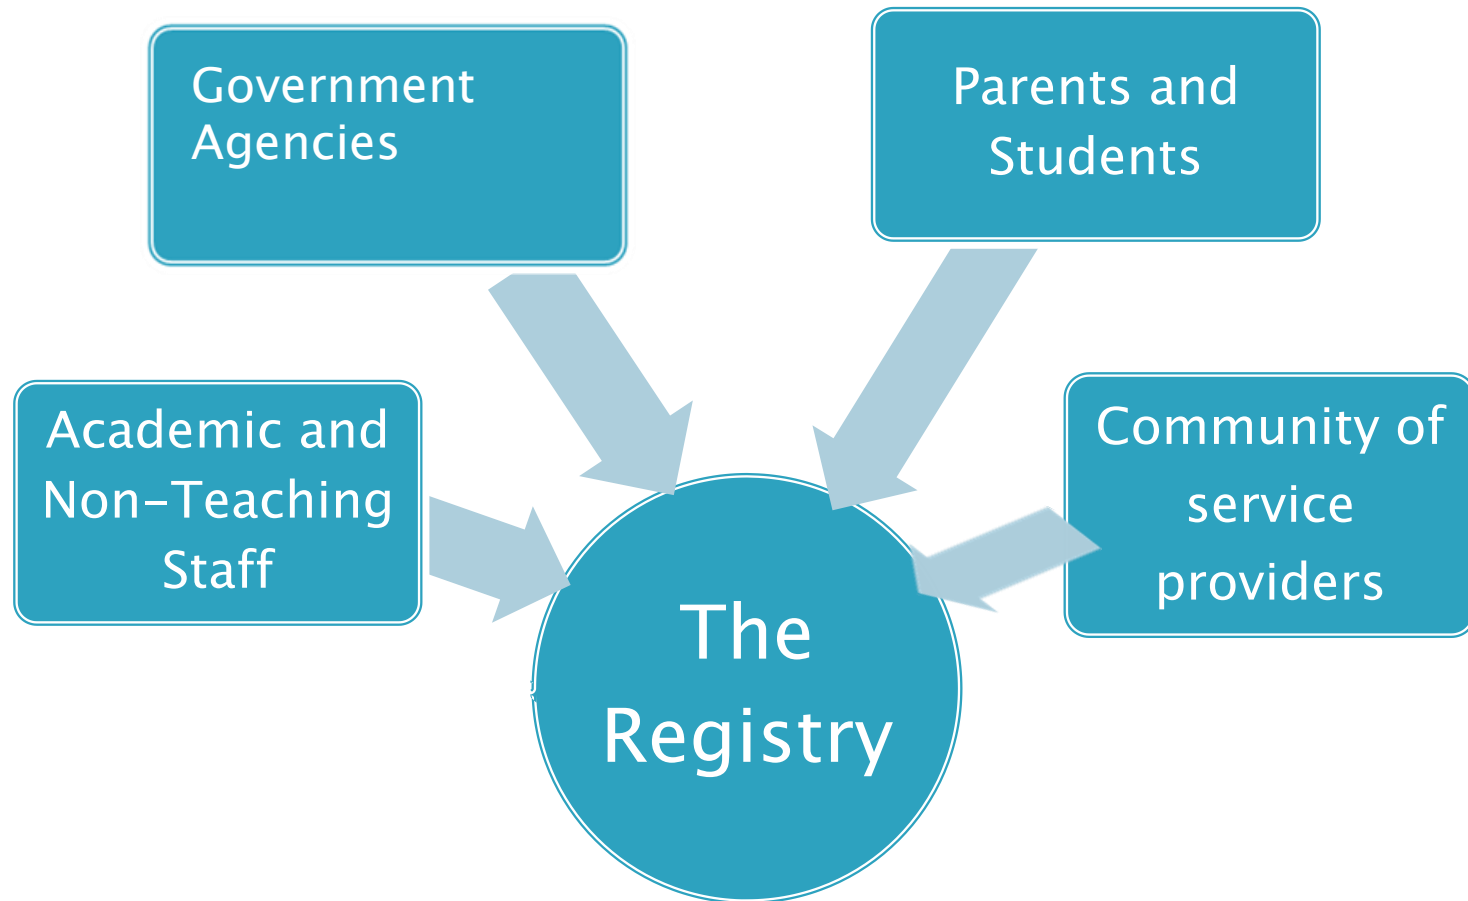 Government
Agencies
Parents and
Students
Academic and
Non-Teaching
Staff
Community of
service
providers
The
Registry